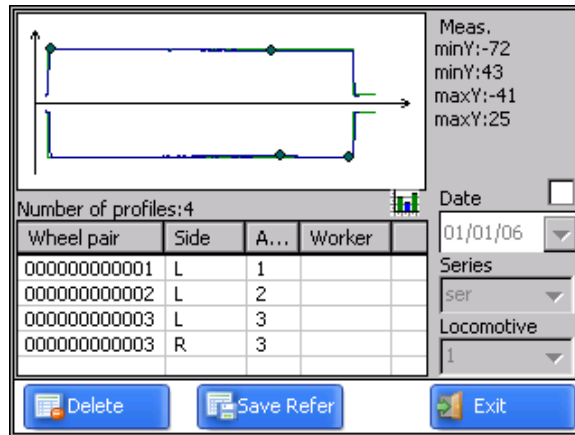 Meas.
minY:-72
minY:43
maxY:-41
maxY:25
Number of profiles:4
Date
01/01/06
Series
ser
Locomotive
1
Wheel pair Side A... Worker
000000000001 L 1
000000000002 L 2
000000000003 L 3
000000000003 R 3
Delete Save Refer Exit